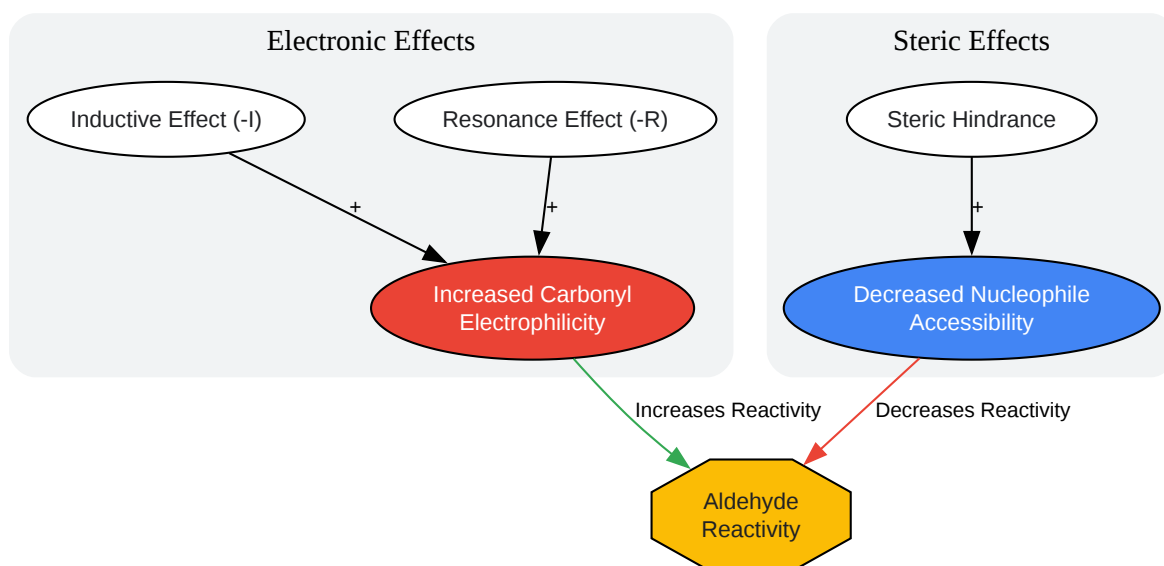 Electronic Effects
Steric Effects
Inductive Effect (-I)
Resonance Effect (-R)
Steric Hindrance
+
+
+
Increased Carbonyl
Electrophilicity
Decreased Nucleophile
Accessibility
Increases Reactivity
Decreases Reactivity
Aldehyde
Reactivity